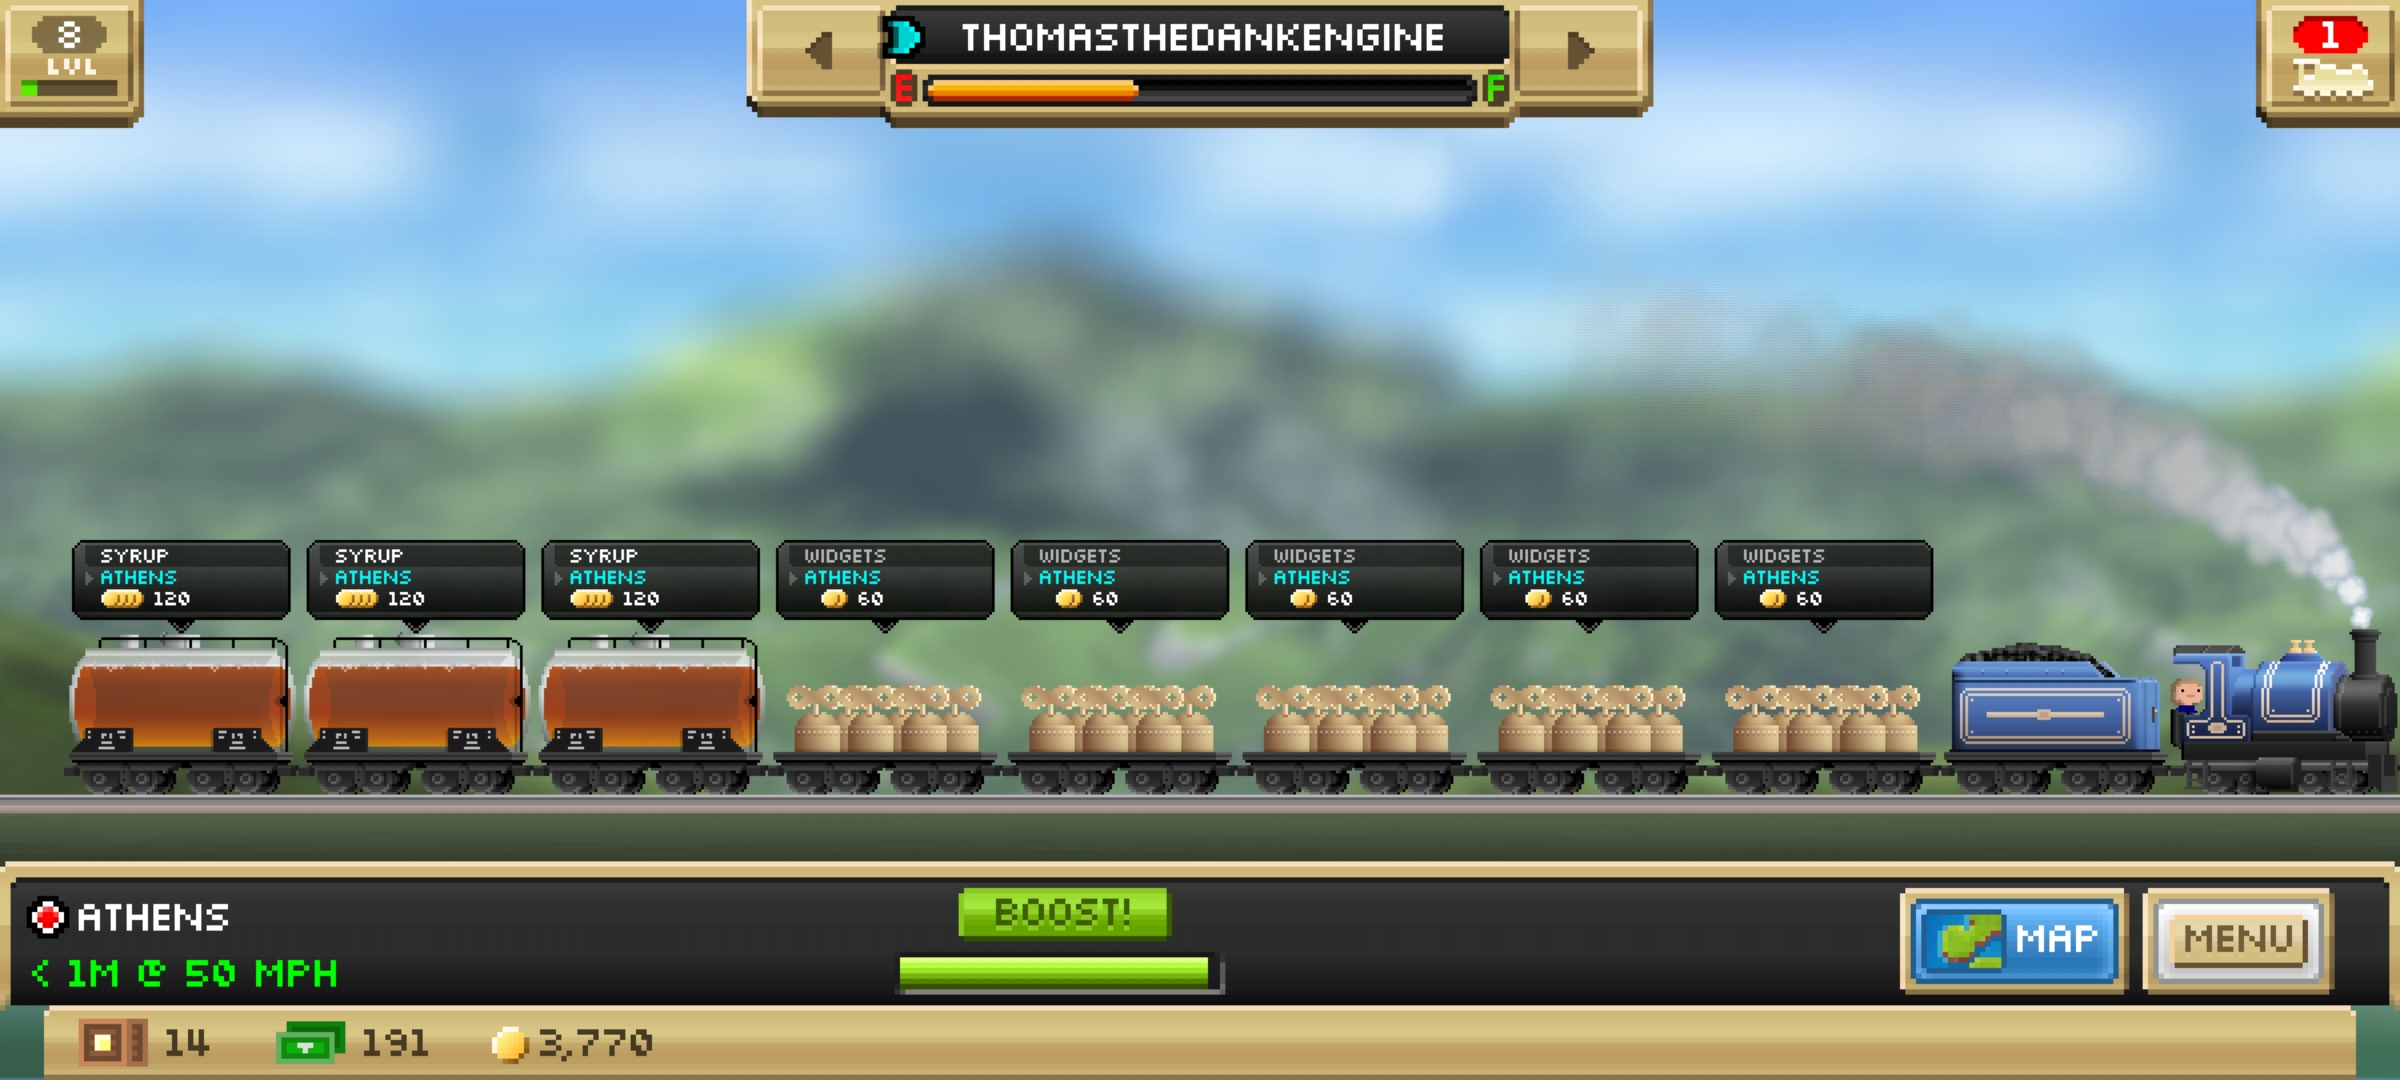 8
LVL
THOMASTHEDANKENGINE
E F
1
SYRUP
ATHENS
120
SYRUP
ATHENS
120
SYRUP
ATHENS
120
WIDGETS
ATHENS
60
WIDGETS
ATHENS
60
WIDGETS
ATHENS
60
WIDGETS
ATHENS
60
WIDGETS
ATHENS
60
ATHENS
< 1M @ 50 MPH
BOOST!
MAP
MENU
14 191 3,770